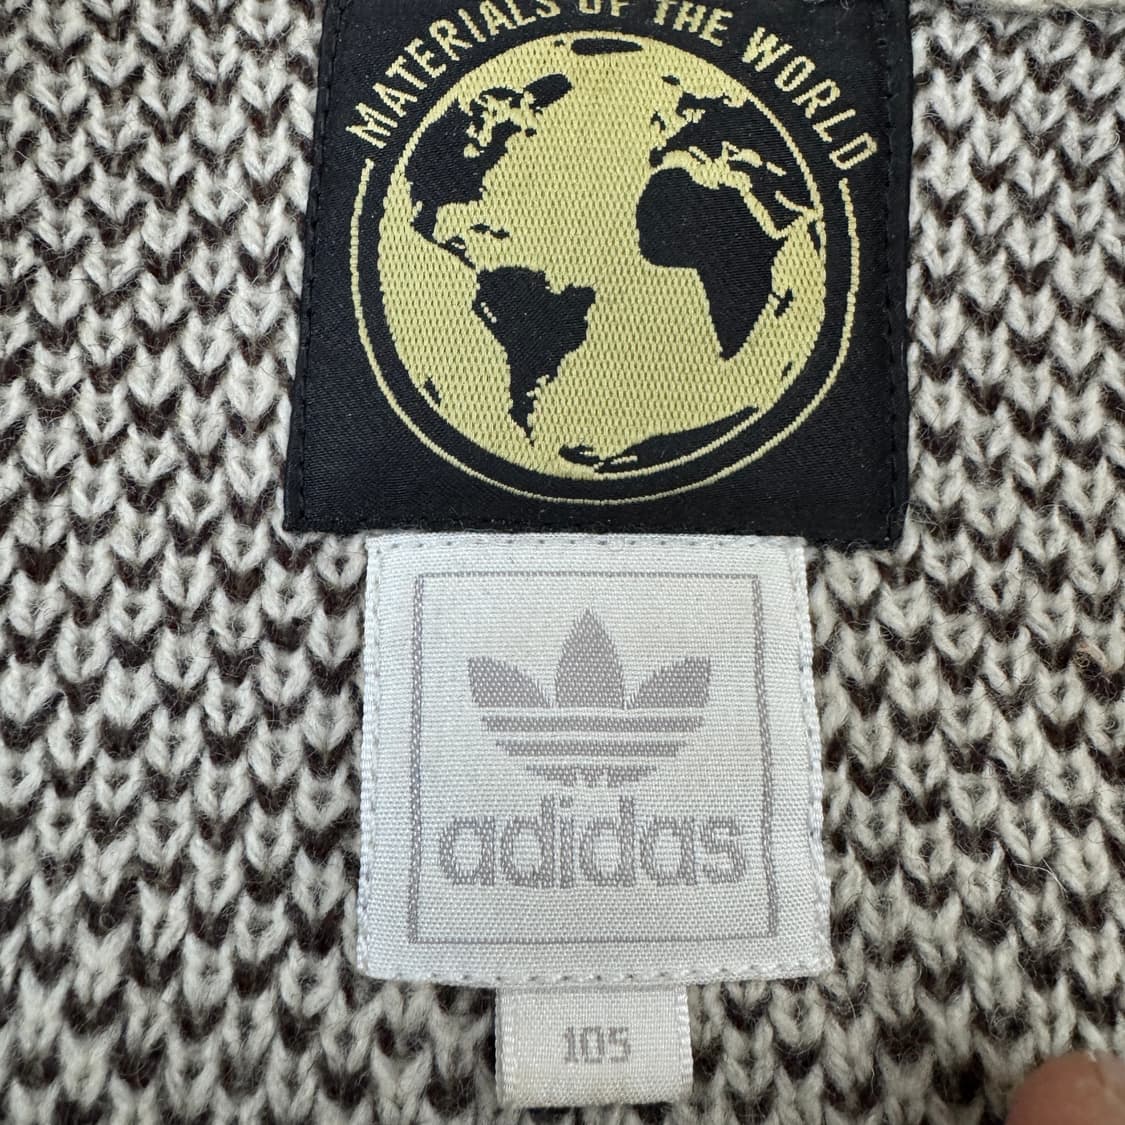 MATERIALS OF THE WORLD
adidas
105